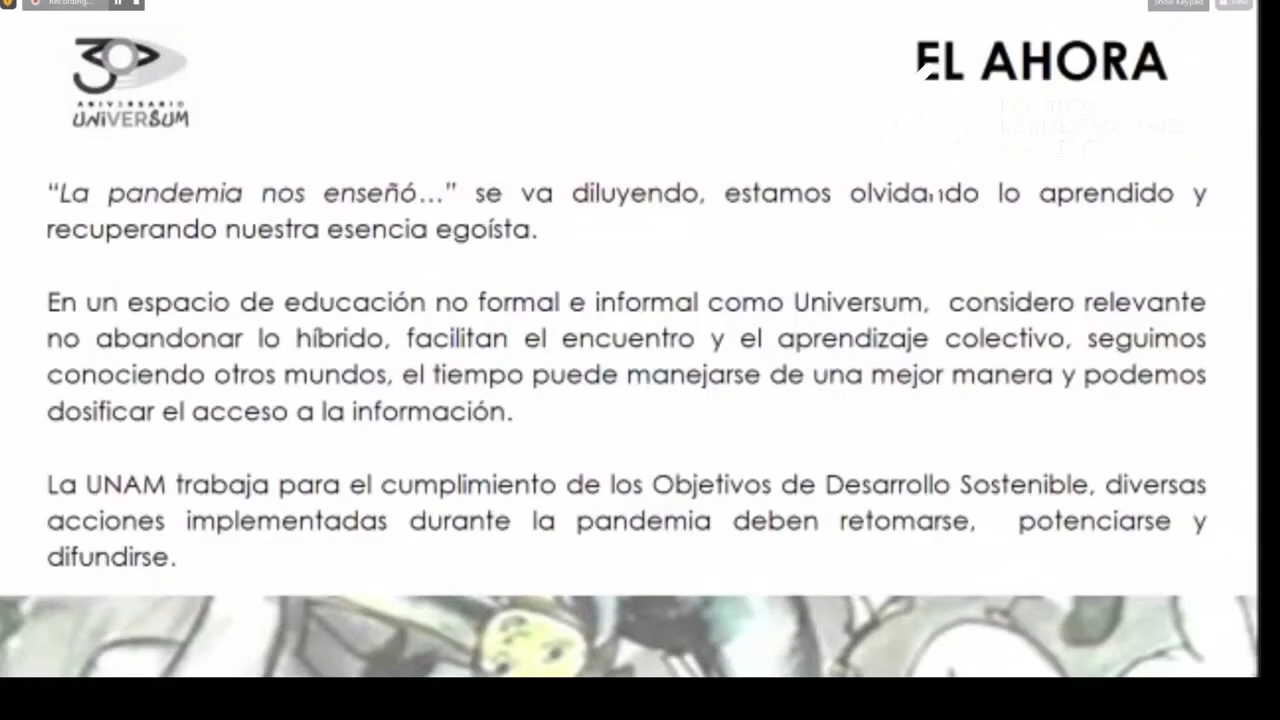 Recording...
Show Keypad
View
30
ANIVERSARIO
UNIVERSUM
EL AHORA
“La pandemia nos enseñó...” se va diluyendo, estamos olvidando lo aprendido y
recuperando nuestra esencia egoísta.
En un espacio de educación no formal e informal como Universum, considero relevante
no abandonar lo híbrido, facilitan el encuentro y el aprendizaje colectivo, seguimos
conociendo otros mundos, el tiempo puede manejarse de una mejor manera y podemos
dosificar el acceso a la información.
La UNAM trabaja para el cumplimiento de los Objetivos de Desarrollo Sostenible, diversas
acciones implementadas durante la pandemia deben retomarse, potenciarse y
difundirse.